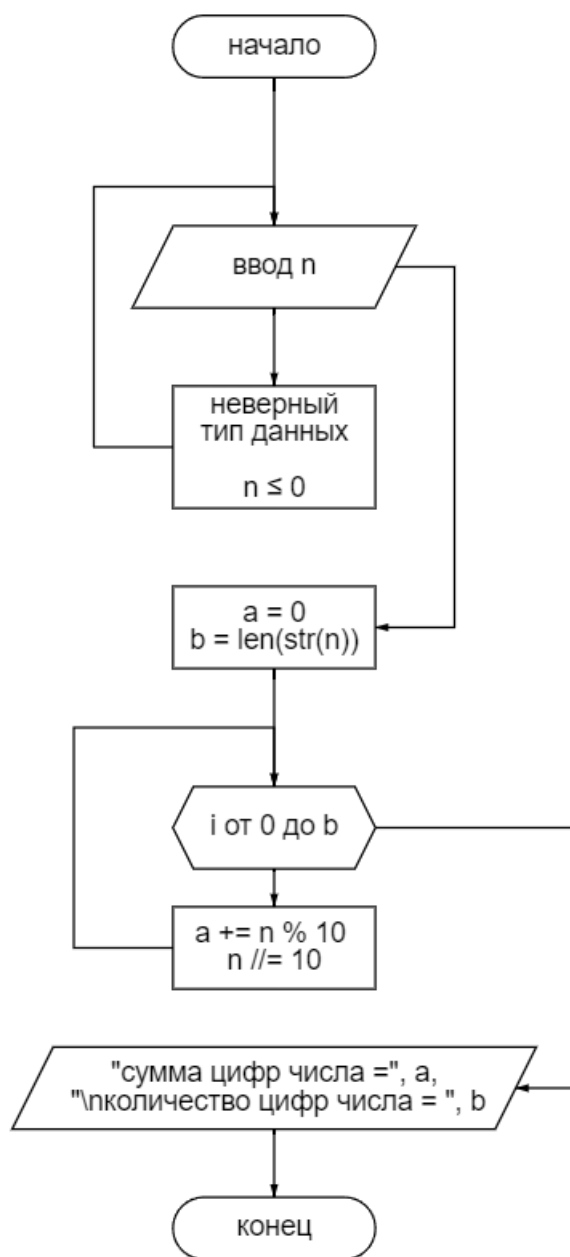 начало
ввод n
неверный
тип данных
n ≤ 0
a = 0
b = len(str(n))
i от 0 до b
a += n % 10
n //= 10
"сумма цифр числа =", a,
"\nколичество цифр числа = ", b
конец